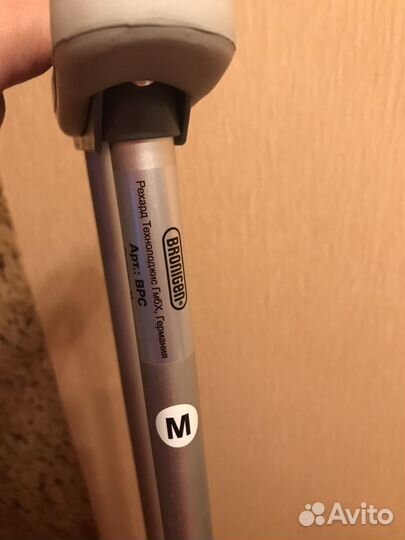 BRONIGEN®
Рехард Технолоджис ГмбХ, Германия
Арт.: BPC
M
Avito